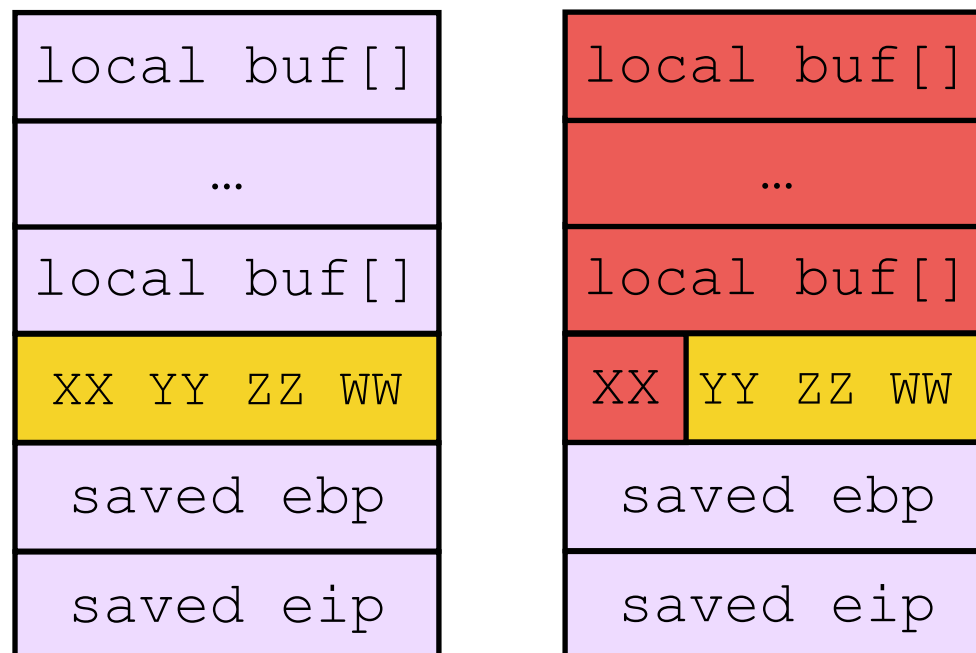 local buf[]
…
local buf[]
XX YY ZZ WW
saved ebp
saved eip
local buf[]
…
local buf[]
XX YY ZZ WW
saved ebp
saved eip